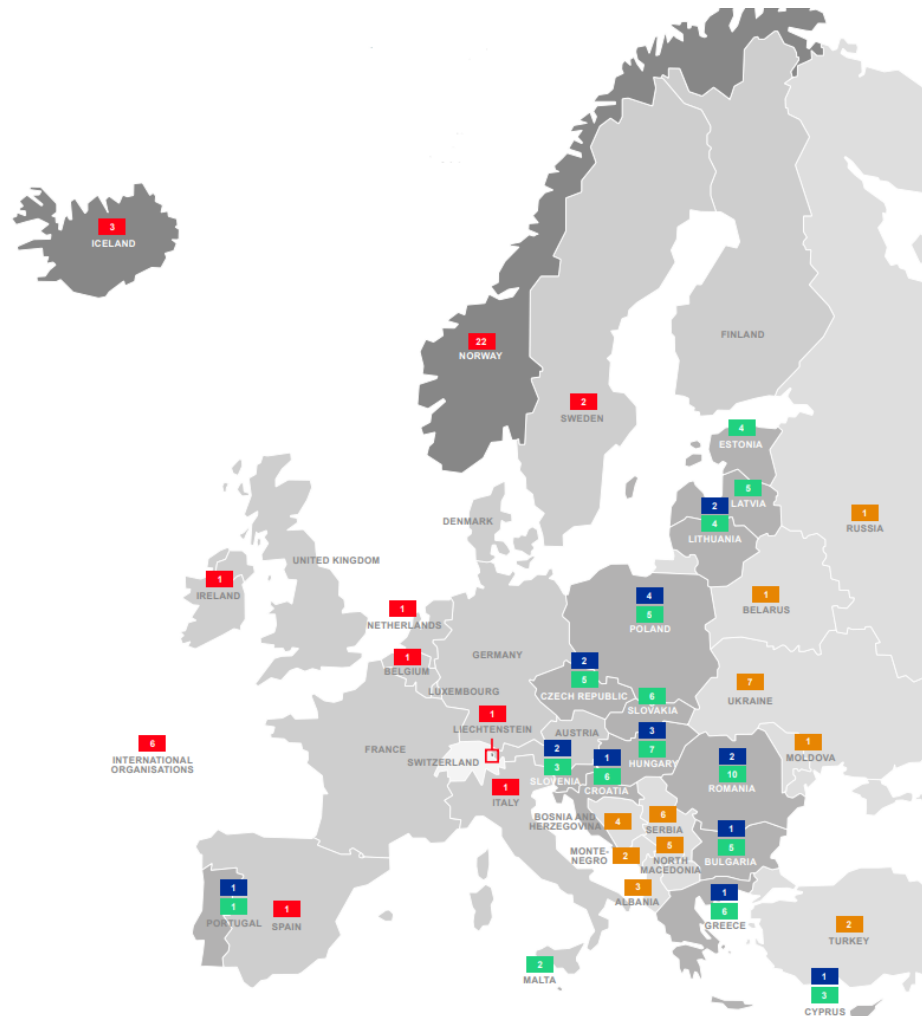 3
ICELAND
22
NORWAY
FINLAND
2
SWEDEN
4
ESTONIA
5
LATVIA
2
4
LITHUANIA
1
RUSSIA
DENMARK
UNITED KINGDOM
1
IRELAND
1
NETHERLANDS
1
BELGIUM
GERMANY
LUXEMBOURG
4
5
POLAND
1
BELARUS
2
5
CZECH REPUBLIC
6
SLOVAKIA
7
UKRAINE
1
LIECHTENSTEIN
AUSTRIA
3
7
HUNGARY
6
INTERNATIONAL
ORGANISATIONS
FRANCE
SWITZERLAND
2
3
SLOVENIA
1
6
CROATIA
2
10
ROMANIA
1
MOLDOVA
1
ITALY
BOSNIA AND
HERZEGOVINA
4
6
SERBIA
1
5
BULGARIA
MONTE-
NEGRO
2
5
NORTH
MACEDONIA
3
ALBANIA
1
6
GREECE
1
1
PORTUGAL
1
SPAIN
2
TURKEY
2
MALTA
1
3
CYPRUS